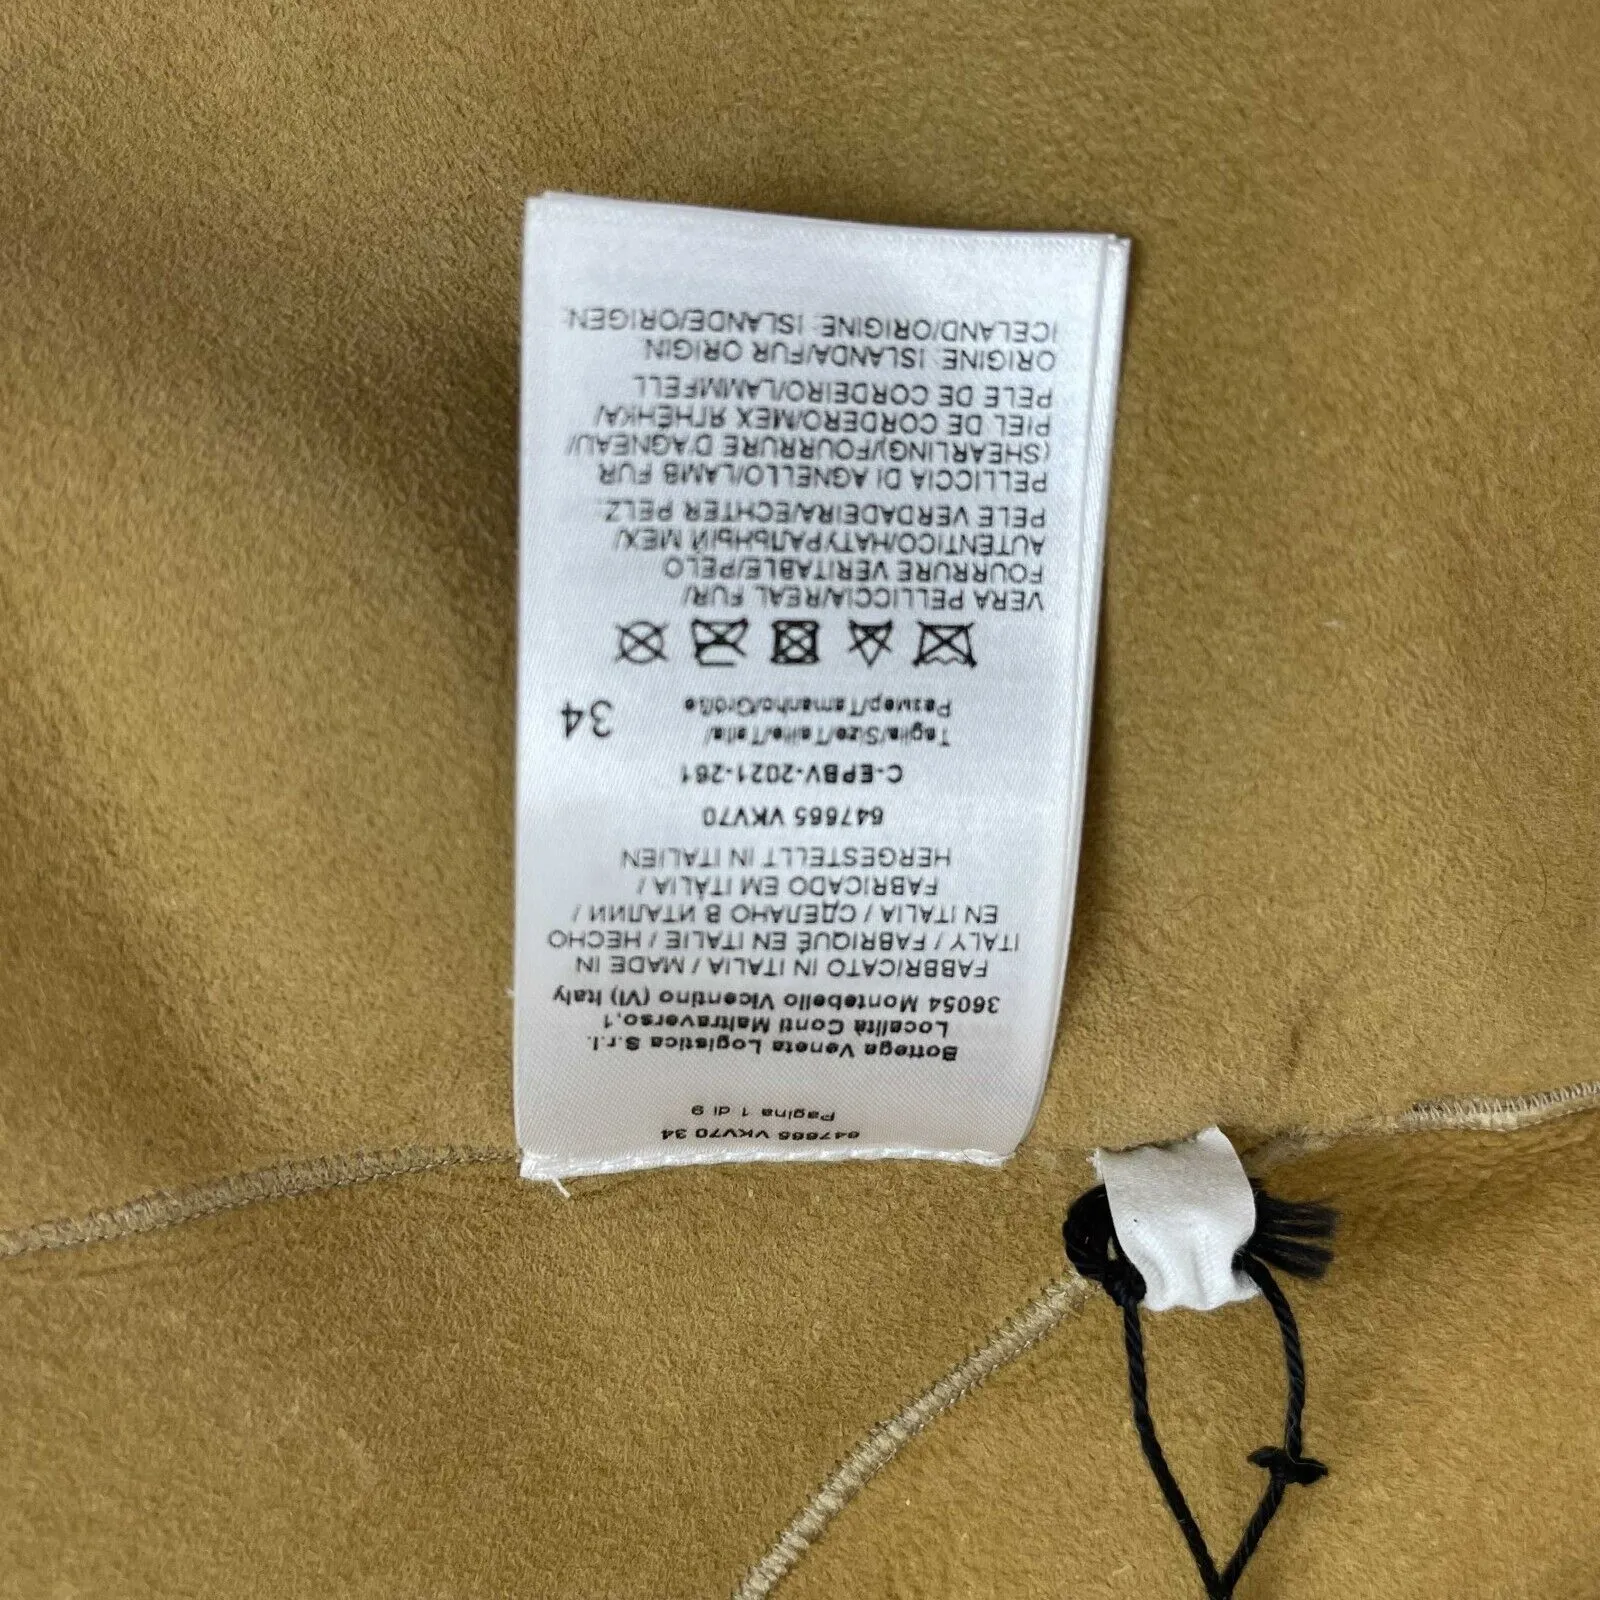 647665 VKV70 34
Pagina 1 di 9
Bottega Veneta Logistica S.r.l.
Località Conti Maltraverso,1
36054 Montebello Vicentino (VI) Italy
FABBRICATO IN ITALIA / MADE IN
ITALY / FABRIQUÉ EN ITALIE / HECHO
EN ITALIA / СДЕЛАНО В ИТАЛИИ /
FABRICADO EM ITÁLIA /
HERGESTELLT IN ITALIEN
647665 VKV70
C-EPBV-2021-261
Taglia/Size/Taille/Talla/
Размер/Tamanho/Größe 34
VERA PELLICCIA/REAL FUR/
FOURRURE VERITABLE/PELO
AUTENTICO/НАТУРАЛЬНЫЙ МЕХ/
PELE VERDADEIRA/ECHTER PELZ
PELLICCIA DI AGNELLO/LAMB FUR
(SHEARLING)/FOURRURE D'AGNEAU/
PIEL DE CORDERO/МЕХ ЯГНЕНКА/
PELE DE CORDEIRO/LAMMFELL
ORIGINE: ISLANDA/FUR ORIGIN:
ICELAND/ORIGINE: ISLANDE/ORIGEN: